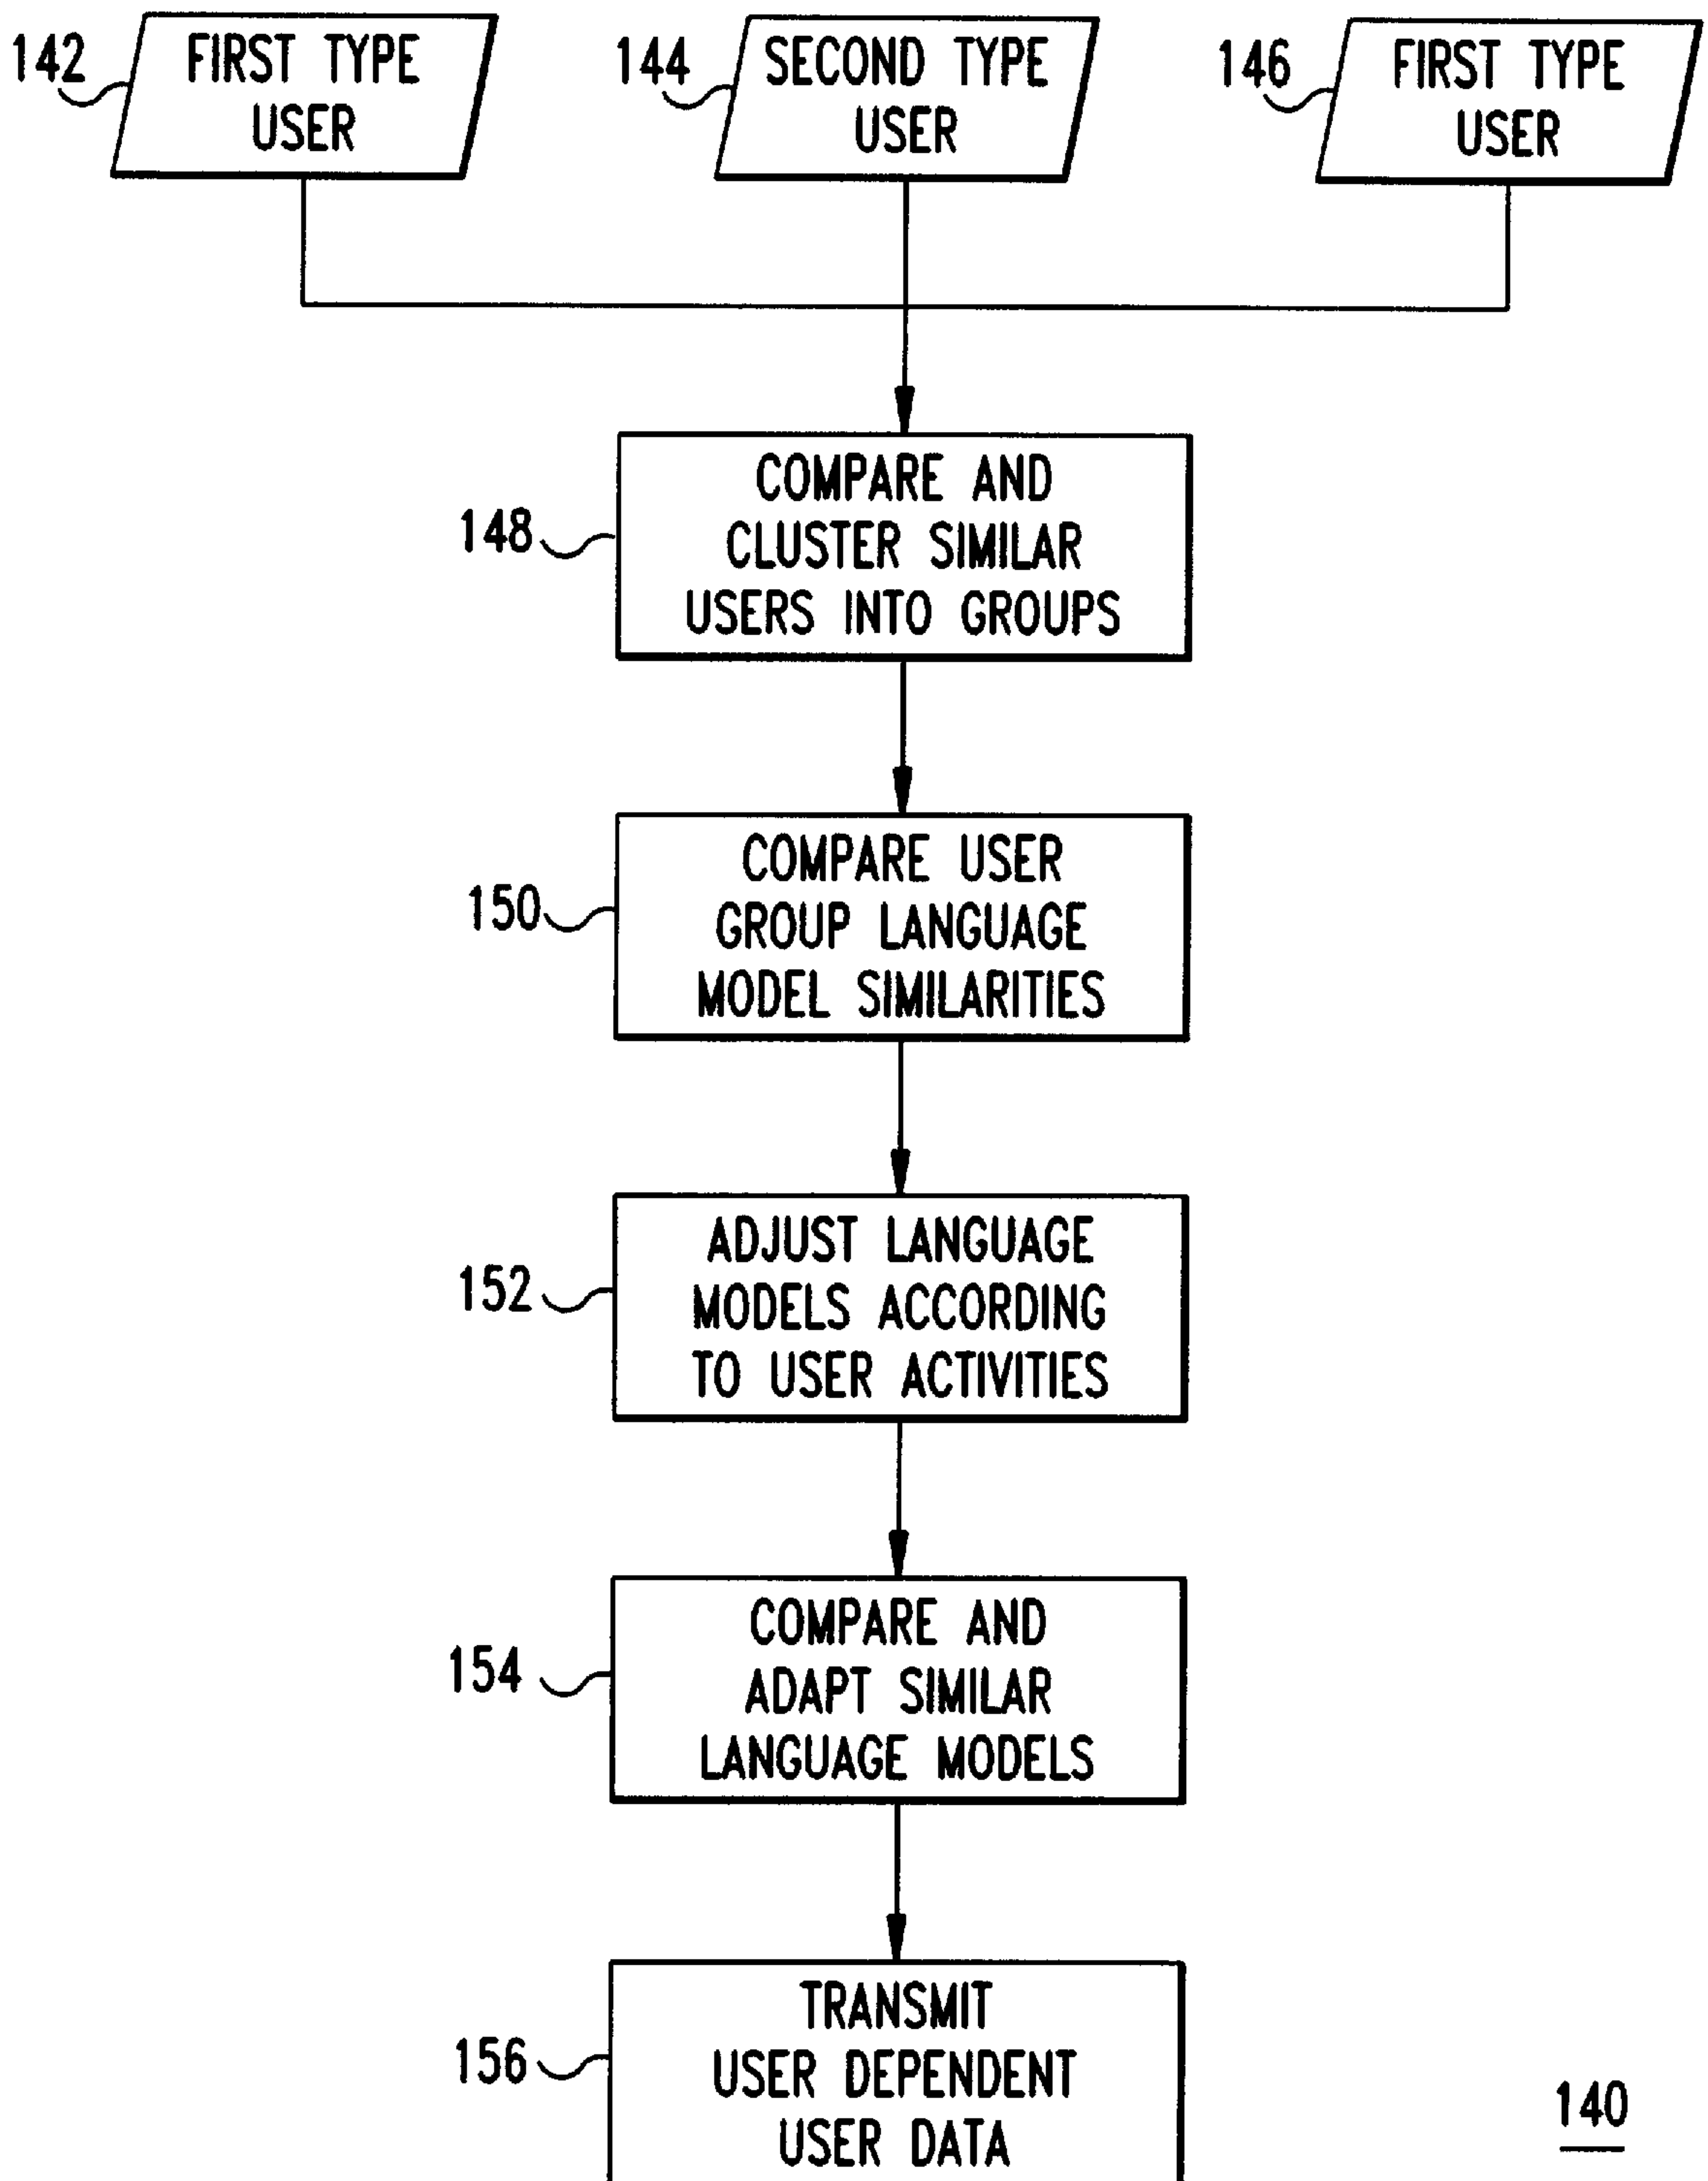 142
FIRST TYPE
USER
144
SECOND TYPE
USER
146
FIRST TYPE
USER
148
COMPARE AND
CLUSTER SIMILAR
USERS INTO GROUPS
150
COMPARE USER
GROUP LANGUAGE
MODEL SIMILARITIES
152
ADJUST LANGUAGE
MODELS ACCORDING
TO USER ACTIVITIES
154
COMPARE AND
ADAPT SIMILAR
LANGUAGE MODELS
156
TRANSMIT
USER DEPENDENT
USER DATA
140